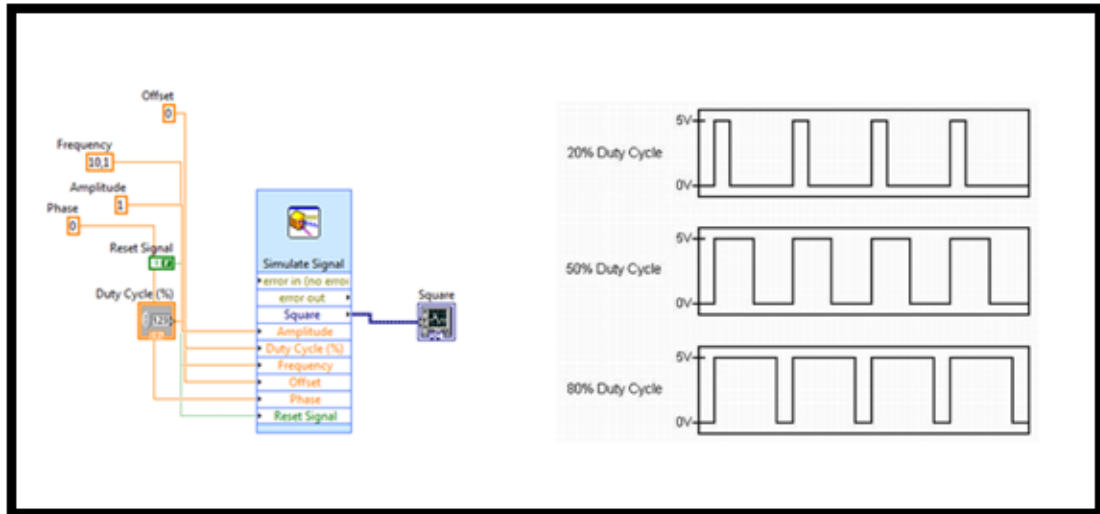 Offset
0
Frequency
10,1
Amplitude
1
Phase
0
Reset Signal
Duty Cycle (%)
1.23
Simulate Signal
error in (no error
error out
Square
Amplitude
Duty Cycle (%)
Frequency
Offset
Phase
Reset Signal
Square
20% Duty Cycle
5V
0V
50% Duty Cycle
5V
0V
80% Duty Cycle
5V
0V